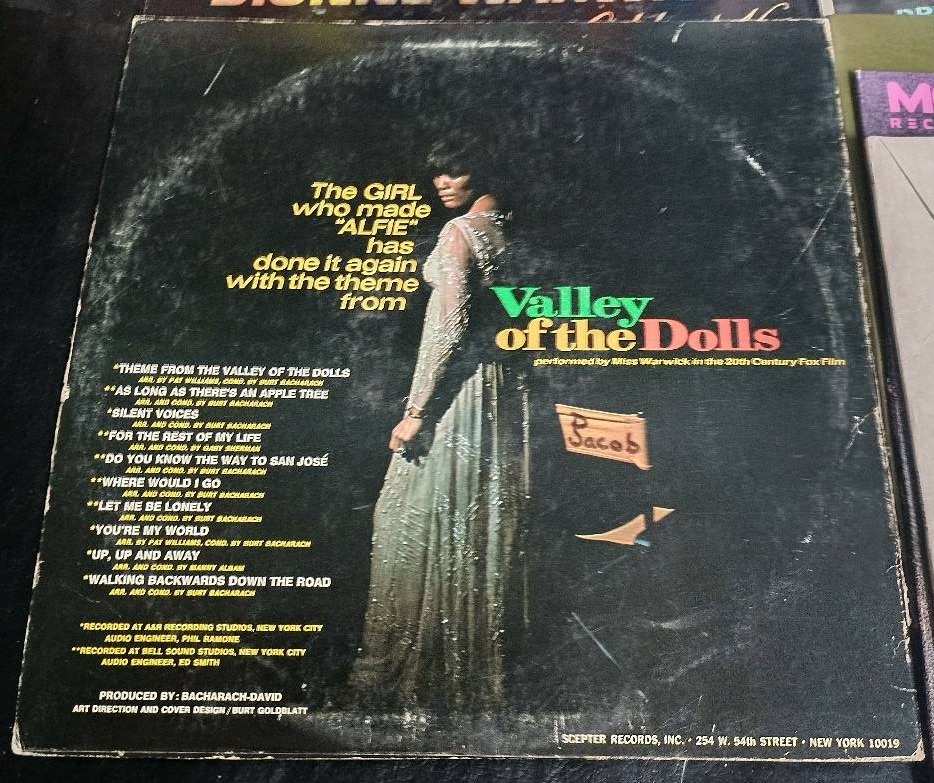 The GIRL
who made
"ALFIE"
has
done it again
with the theme
from
Valley
of the Dolls
performed by Miss Warwick in the 20th Century Fox Film
*THEME FROM THE VALLEY OF THE DOLLS
ARR. BY PAT WILLIAMS, COND. BY BURT BACHARACH
**AS LONG AS THERE'S AN APPLE TREE
ARR. AND COND. BY BURT BACHARACH
*SILENT VOICES
ARR. AND COND. BY BURT BACHARACH
**FOR THE REST OF MY LIFE
ARR. AND COND. BY GARY SHERMAN
**DO YOU KNOW THE WAY TO SAN JOSÉ
ARR. AND COND. BY BURT BACHARACH
**WHERE WOULD I GO
ARR. AND COND. BY BURT BACHARACH
**LET ME BE LONELY
ARR. AND COND. BY BURT BACHARACH
*YOU'RE MY WORLD
ARR. BY PAT WILLIAMS, COND. BY BURT BACHARACH
*UP, UP AND AWAY
ARR. AND COND. BY MANNY ALBAM
*WALKING BACKWARDS DOWN THE ROAD
ARR. AND COND. BY BURT BACHARACH
*RECORDED AT A&R RECORDING STUDIOS, NEW YORK CITY
AUDIO ENGINEER, PHIL RAMONE
**RECORDED AT BELL SOUND STUDIOS, NEW YORK CITY
AUDIO ENGINEER, ED SMITH
PRODUCED BY: BACHARACH-DAVID
ART DIRECTION AND COVER DESIGN/BURT GOLDBLATT
Jacob
SCEPTER RECORDS, INC. • 254 W. 54th STREET • NEW YORK 10019